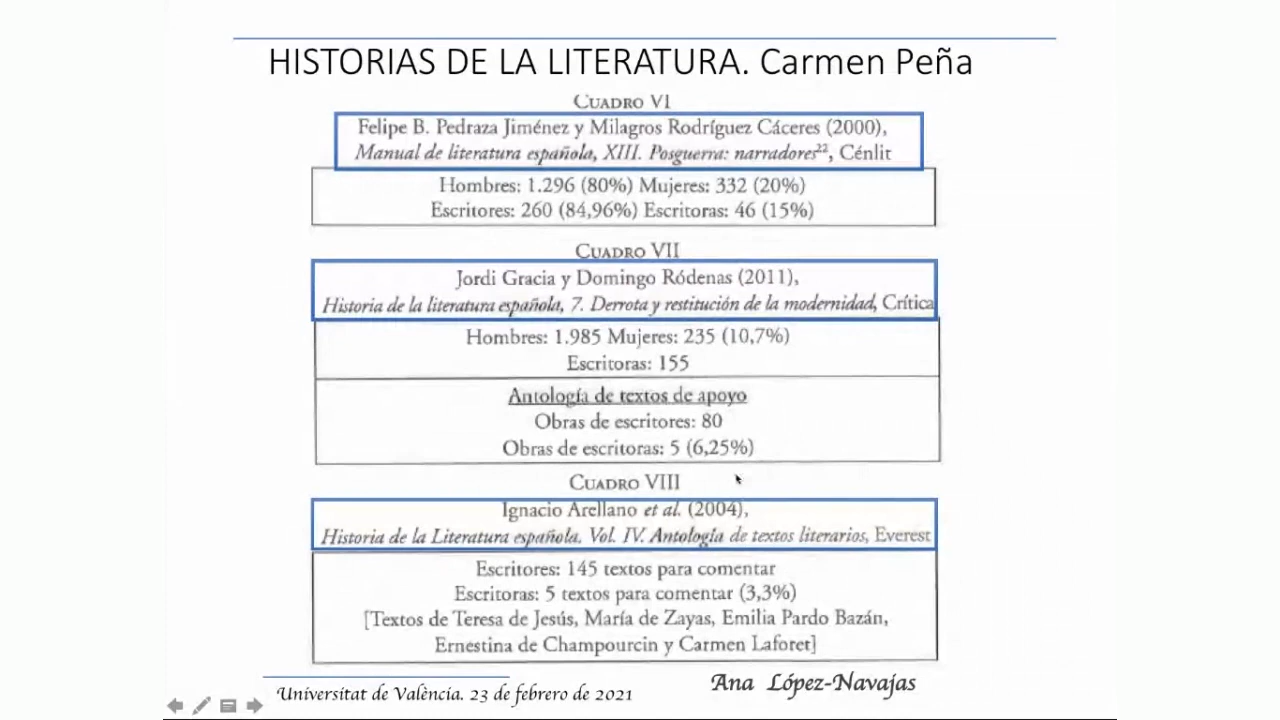 HISTORIAS DE LA LITERATURA. Carmen Peña
CUADRO VI
Felipe B. Pedraza Jiménez y Milagros Rodríguez Cáceres (2000),
Manual de literatura española, XIII. Posguerra: narradores²², Cénlit
Hombres: 1.296 (80%) Mujeres: 332 (20%)
Escritores: 260 (84,96%) Escritoras: 46 (15%)
CUADRO VII
Jordi Gracia y Domingo Ródenas (2011),
Historia de la literatura española, 7. Derrota y restitución de la modernidad, Crítica
Hombres: 1.985 Mujeres: 235 (10,7%)
Escritoras: 155
Antología de textos de apoyo
Obras de escritores: 80
Obras de escritoras: 5 (6,25%)
CUADRO VIII
Ignacio Arellano et al. (2004),
Historia de la Literatura española. Vol. IV. Antología de textos literarios, Everest
Escritores: 145 textos para comentar
Escritoras: 5 textos para comentar (3,3%)
[Textos de Teresa de Jesús, María de Zayas, Emilia Pardo Bazán,
Ernestina de Champourcin y Carmen Laforet]
Universitat de València. 23 de febrero de 2021
Ana López-Navajas